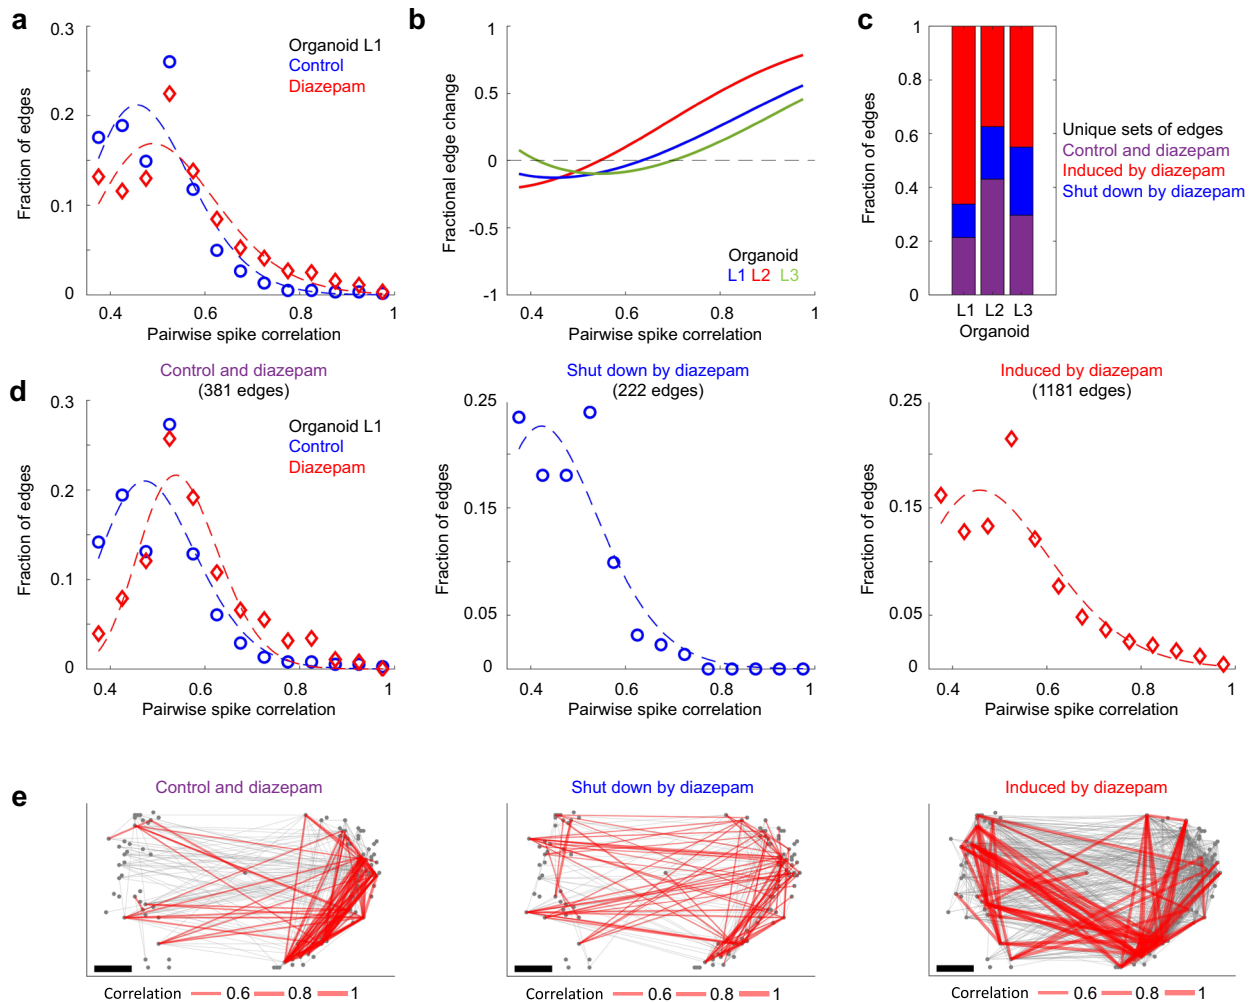 a
0.3
0.2
0.1
0
Fraction of edges
Organoid L1
Control
Diazepam
0.4
0.6
0.8
1
Pairwise spike correlation
b
1
0.5
0
-0.5
-1
Fractional edge change
Organoid
L1 L2 L3
0.4
0.6
0.8
1
Pairwise spike correlation
c
1
0.8
0.6
0.4
0.2
0
Fraction of edges
L1 L2 L3
Organoid
Unique sets of edges
Control and diazepam
Induced by diazepam
Shut down by diazepam
d
Control and diazepam
(381 edges)
0.3
0.2
0.1
0
Fraction of edges
Organoid L1
Control
Diazepam
0.4
0.6
0.8
1
Pairwise spike correlation
Shut down by diazepam
(222 edges)
0.25
0.15
0.05
0
Fraction of edges
0.4
0.6
0.8
1
Pairwise spike correlation
Induced by diazepam
(1181 edges)
0.25
0.15
0.05
0
Fraction of edges
0.4
0.6
0.8
1
Pairwise spike correlation
e
Control and diazepam
Correlation 0.6 0.8 1
Shut down by diazepam
Correlation 0.6 0.8 1
Induced by diazepam
Correlation 0.6 0.8 1